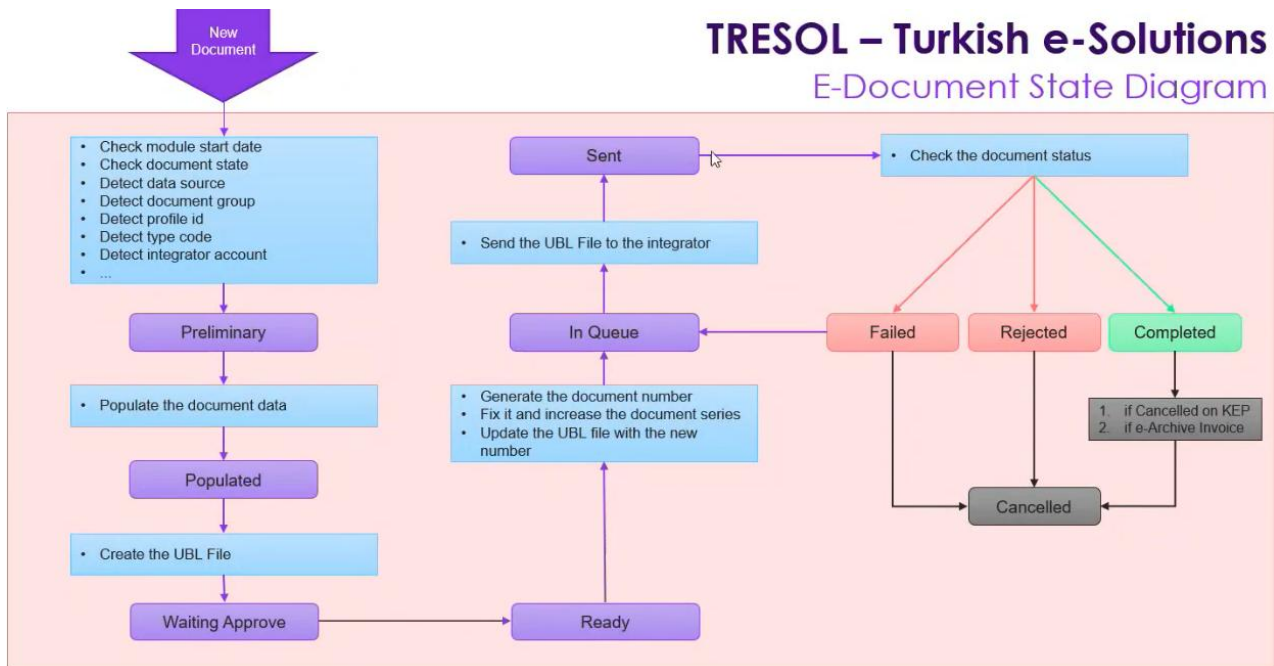 New
Document
TRESOL – Turkish e-Solutions
E-Document State Diagram
• Check module start date
• Check document state
• Detect data source
• Detect document group
• Detect profile id
• Detect type code
• Detect integrator account
• ...
Preliminary
• Populate the document data
Populated
• Create the UBL File
Waiting Approve
Ready
• Generate the document number
• Fix it and increase the document series
• Update the UBL file with the new
number
In Queue
• Send the UBL File to the integrator
Sent
• Check the document status
Failed
Rejected
Completed
1. if Cancelled on KEP
2. if e-Archive Invoice
Cancelled